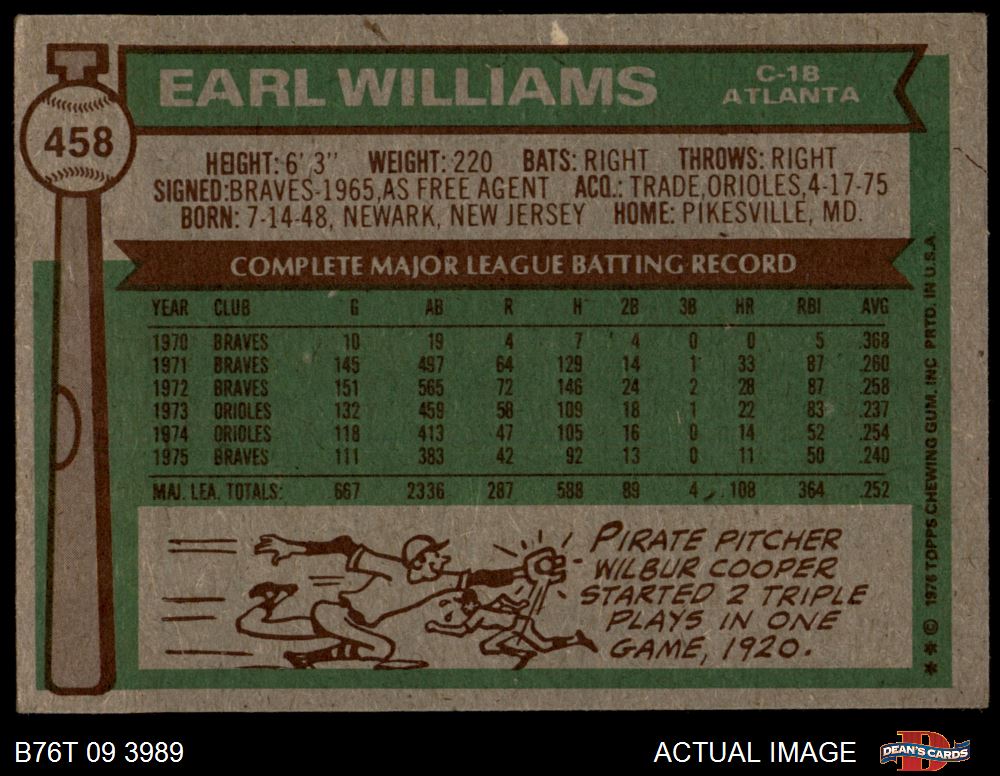 458
EARL WILLIAMS
C-1B
ATLANTA
HEIGHT: 6' 3" WEIGHT: 220 BATS: RIGHT THROWS: RIGHT
SIGNED: BRAVES-1965, AS FREE AGENT ACQ.: TRADE, ORIOLES, 4-17-75
BORN: 7-14-48, NEWARK, NEW JERSEY HOME: PIKESVILLE, MD.
COMPLETE MAJOR LEAGUE BATTING RECORD
YEAR CLUB G AB R H 2B 3B HR RBI AVG
1970 BRAVES 10 19 4 7 4 0 0 5 .368
1971 BRAVES 145 497 64 129 14 1 33 87 .260
1972 BRAVES 151 565 72 146 24 2 28 87 .258
1973 ORIOLES 132 459 58 109 18 1 22 83 .237
1974 ORIOLES 118 413 47 105 16 0 14 52 .254
1975 BRAVES 111 383 42 92 13 0 11 50 .240
MAJ. LEA. TOTALS: 667 2336 287 588 89 4 108 364 .252
PIRATE PITCHER
WILBUR COOPER
STARTED 2 TRIPLE
PLAYS IN ONE
GAME, 1920.
** © 1976 TOPPS CHEWING GUM, INC. PRTD. IN U.S.A.
B76T 09 3989
ACTUAL IMAGE
D
DEAN'S CARDS